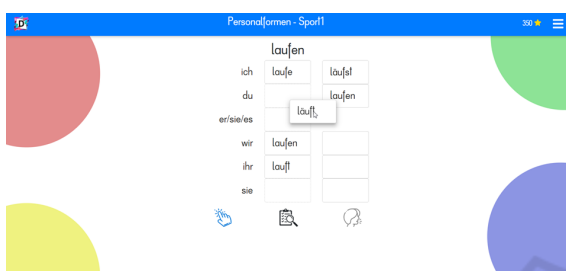 D Personalformen - Sport1 350
laufen
ich laufe läufst
du laufen
er/sie/es läuft
wir laufen
ihr lauft
sie